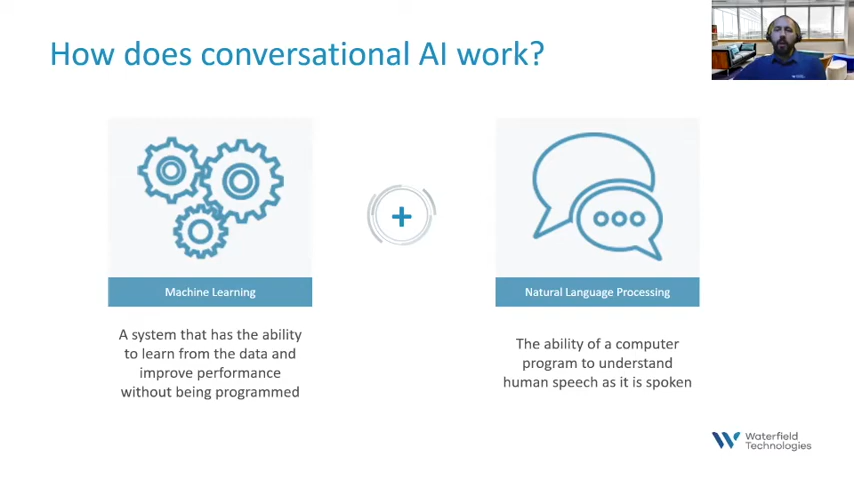 How does conversational AI work?
Machine Learning
A system that has the ability
to learn from the data and
improve performance
without being programmed
Natural Language Processing
The ability of a computer
program to understand
human speech as it is spoken
Waterfield
Technologies